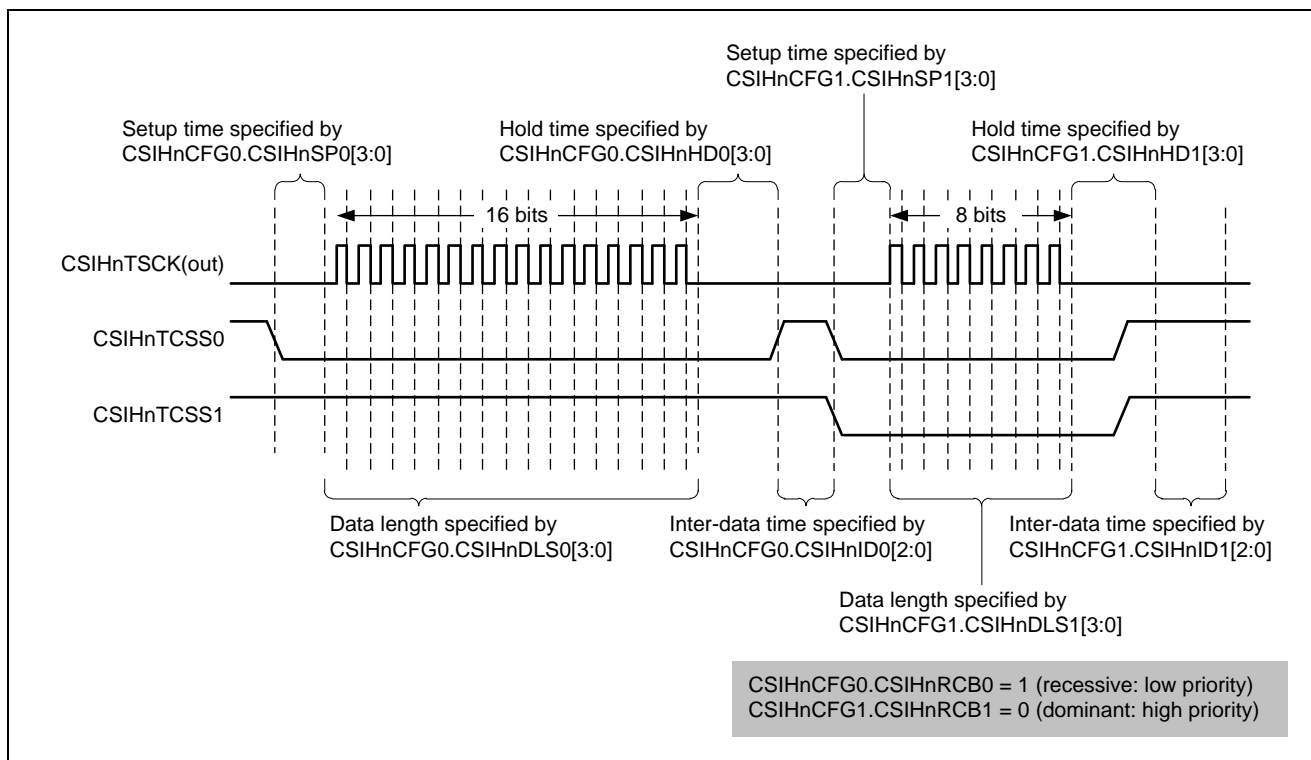 Setup time specified by
CSIHnCFG1.CSIHnSP1[3:0]
Setup time specified by
CSIHnCFG0.CSIHnSP0[3:0]
Hold time specified by
CSIHnCFG0.CSIHnHD0[3:0]
Hold time specified by
CSIHnCFG1.CSIHnHD1[3:0]
16 bits
8 bits
CSIHnTSCK(out)
CSIHnTCSS0
CSIHnTCSS1
Data length specified by
CSIHnCFG0.CSIHnDLS0[3:0]
Inter-data time specified by
CSIHnCFG0.CSIHnID0[2:0]
Inter-data time specified by
CSIHnCFG1.CSIHnID1[2:0]
Data length specified by
CSIHnCFG1.CSIHnDLS1[3:0]
CSIHnCFG0.CSIHnRCB0 = 1 (recessive: low priority)
CSIHnCFG1.CSIHnRCB1 = 0 (dominant: high priority)